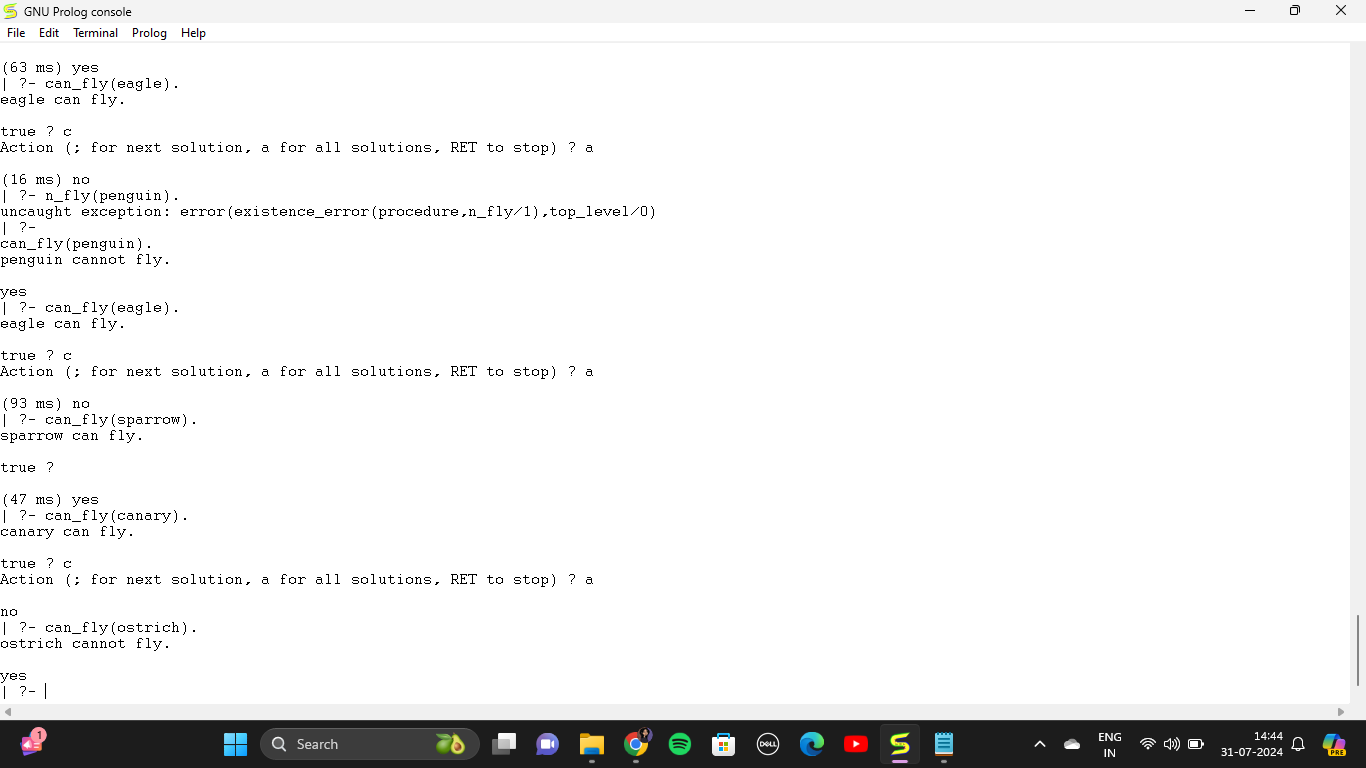 GNU Prolog console
File Edit Terminal Prolog Help
(63 ms) yes
| ?- can_fly(eagle).
eagle can fly.
true ? c
Action (; for next solution, a for all solutions, RET to stop) ? a
(16 ms) no
| ?- n_fly(penguin).
uncaught exception: error(existence_error(procedure,n_fly/1),top_level/0)
| ?-
can_fly(penguin).
penguin cannot fly.
yes
| ?- can_fly(eagle).
eagle can fly.
true ? c
Action (; for next solution, a for all solutions, RET to stop) ? a
(93 ms) no
| ?- can_fly(sparrow).
sparrow can fly.
true ?
(47 ms) yes
| ?- can_fly(canary).
canary can fly.
true ? c
Action (; for next solution, a for all solutions, RET to stop) ? a
no
| ?- can_fly(ostrich).
ostrich cannot fly.
yes
| ?-
1
Search
DELL
ENG
IN
14:44
31-07-2024
PRE